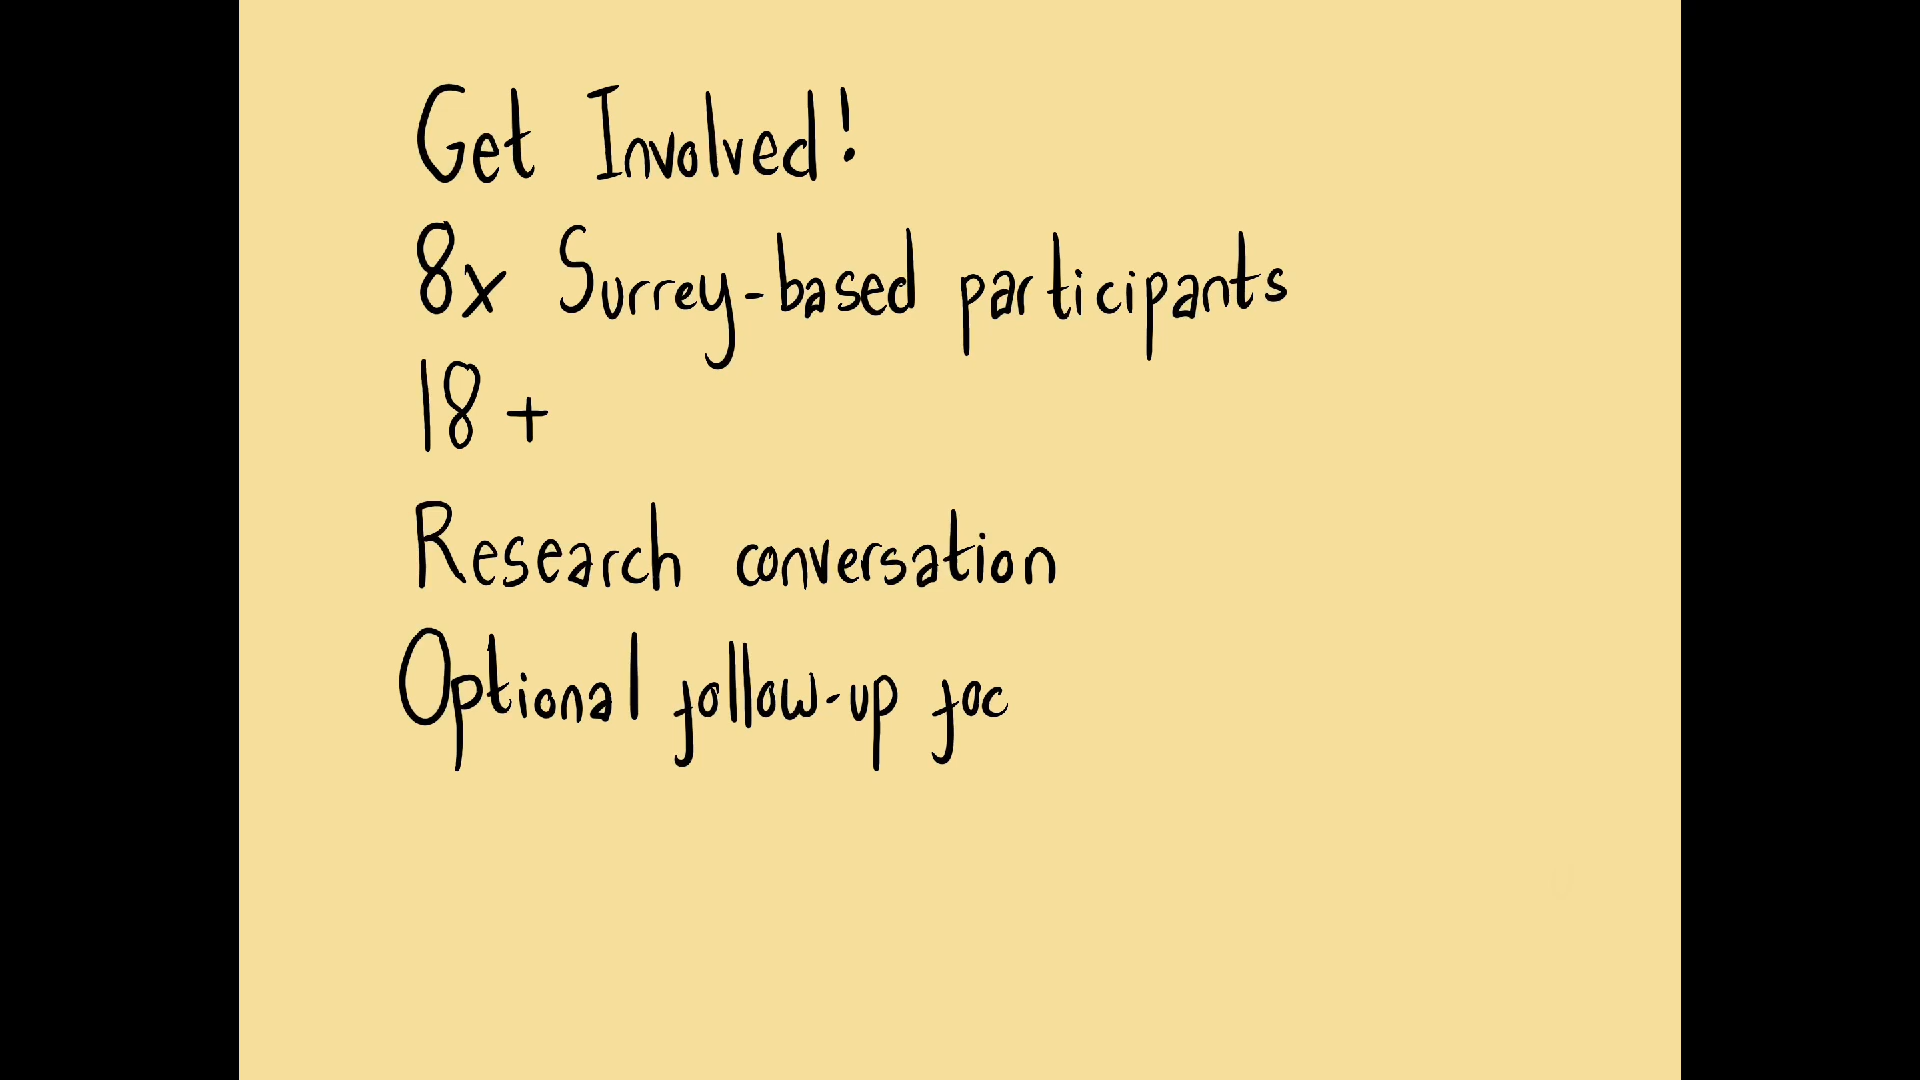 Get Involved!
8x Surrey-based participants
18+
Research conversation
Optional follow-up foc